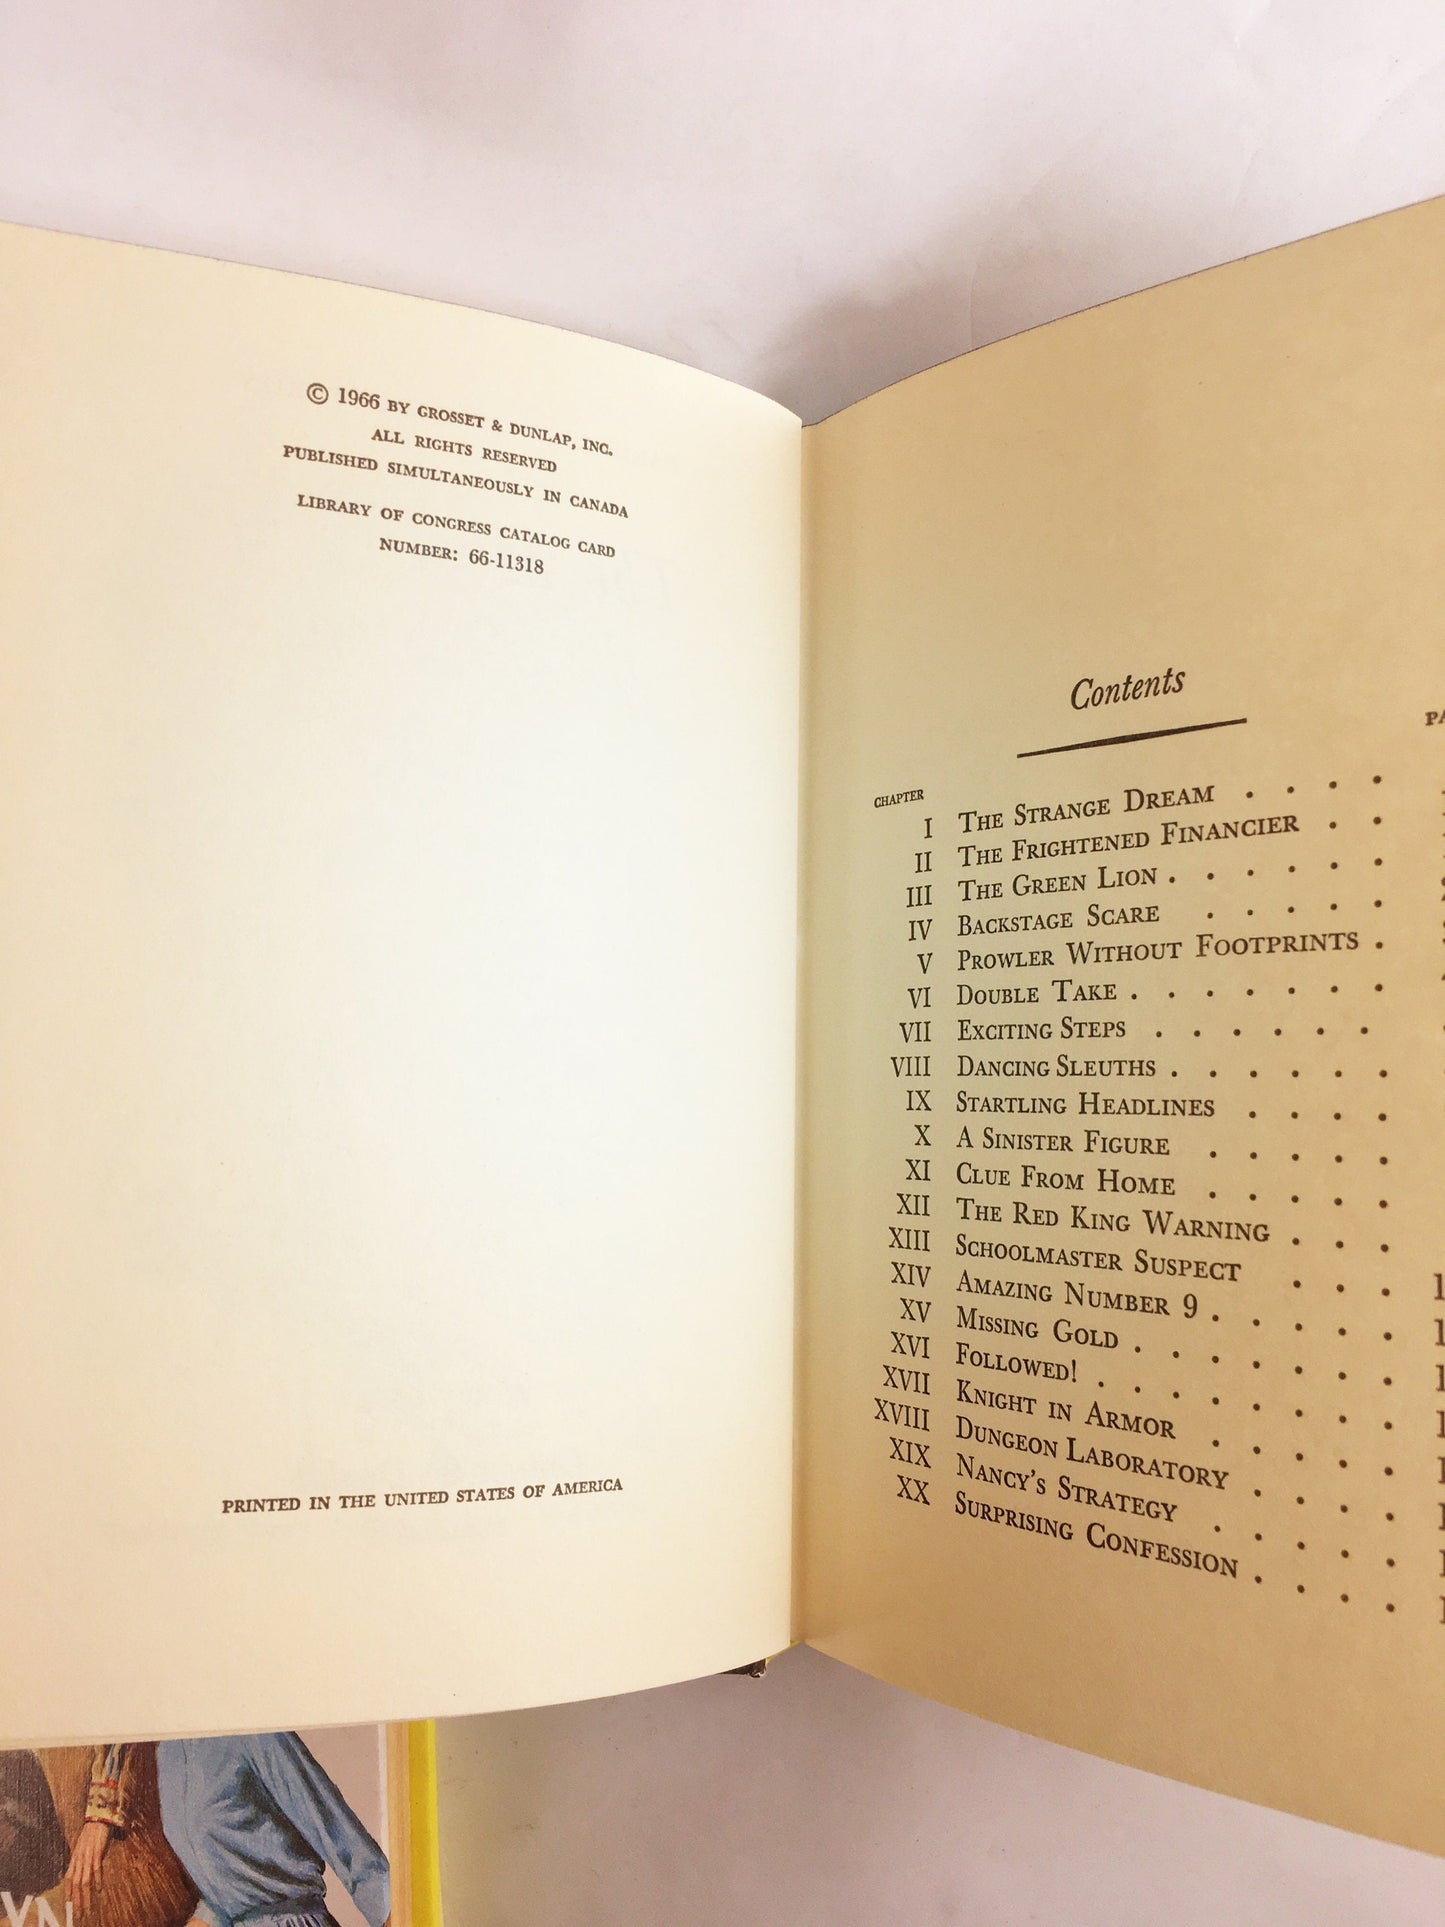 © 1966 BY GROSSET & DUNLAP, INC.
ALL RIGHTS RESERVED
PUBLISHED SIMULTANEOUSLY IN CANADA
LIBRARY OF CONGRESS CATALOG CARD
NUMBER: 66-11318
PRINTED IN THE UNITED STATES OF AMERICA
Contents
CHAPTER
I THE STRANGE DREAM . . . .
II THE FRIGHTENED FINANCIER . .
III THE GREEN LION . . . . . .
IV BACKSTAGE SCARE . . . . .
V PROWLER WITHOUT FOOTPRINTS .
VI DOUBLE TAKE . . . . . . .
VII EXCITING STEPS . . . . . .
VIII DANCING SLEUTHS . . . . . .
IX STARTLING HEADLINES . . . .
X A SINISTER FIGURE . . . . .
XI CLUE FROM HOME . . . . .
XII THE RED KING WARNING . . .
XIII SCHOOLMASTER SUSPECT . . .
XIV AMAZING NUMBER 9 . . . . .
XV MISSING GOLD . . . . . . .
XVI FOLLOWED! . . . . . . . .
XVII KNIGHT IN ARMOR . . . . .
XVIII DUNGEON LABORATORY . . . .
XIX NANCY'S STRATEGY . . . . .
XX SURPRISING CONFESSION . . . .